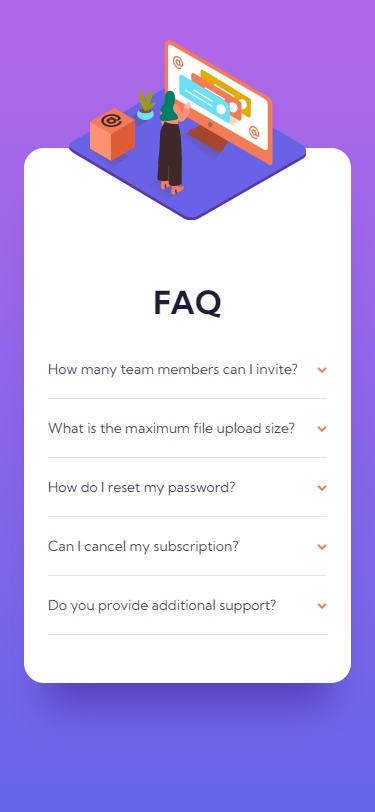 @
@
@
FAQ
How many team members can I invite?
What is the maximum file upload size?
How do I reset my password?
Can I cancel my subscription?
Do you provide additional support?